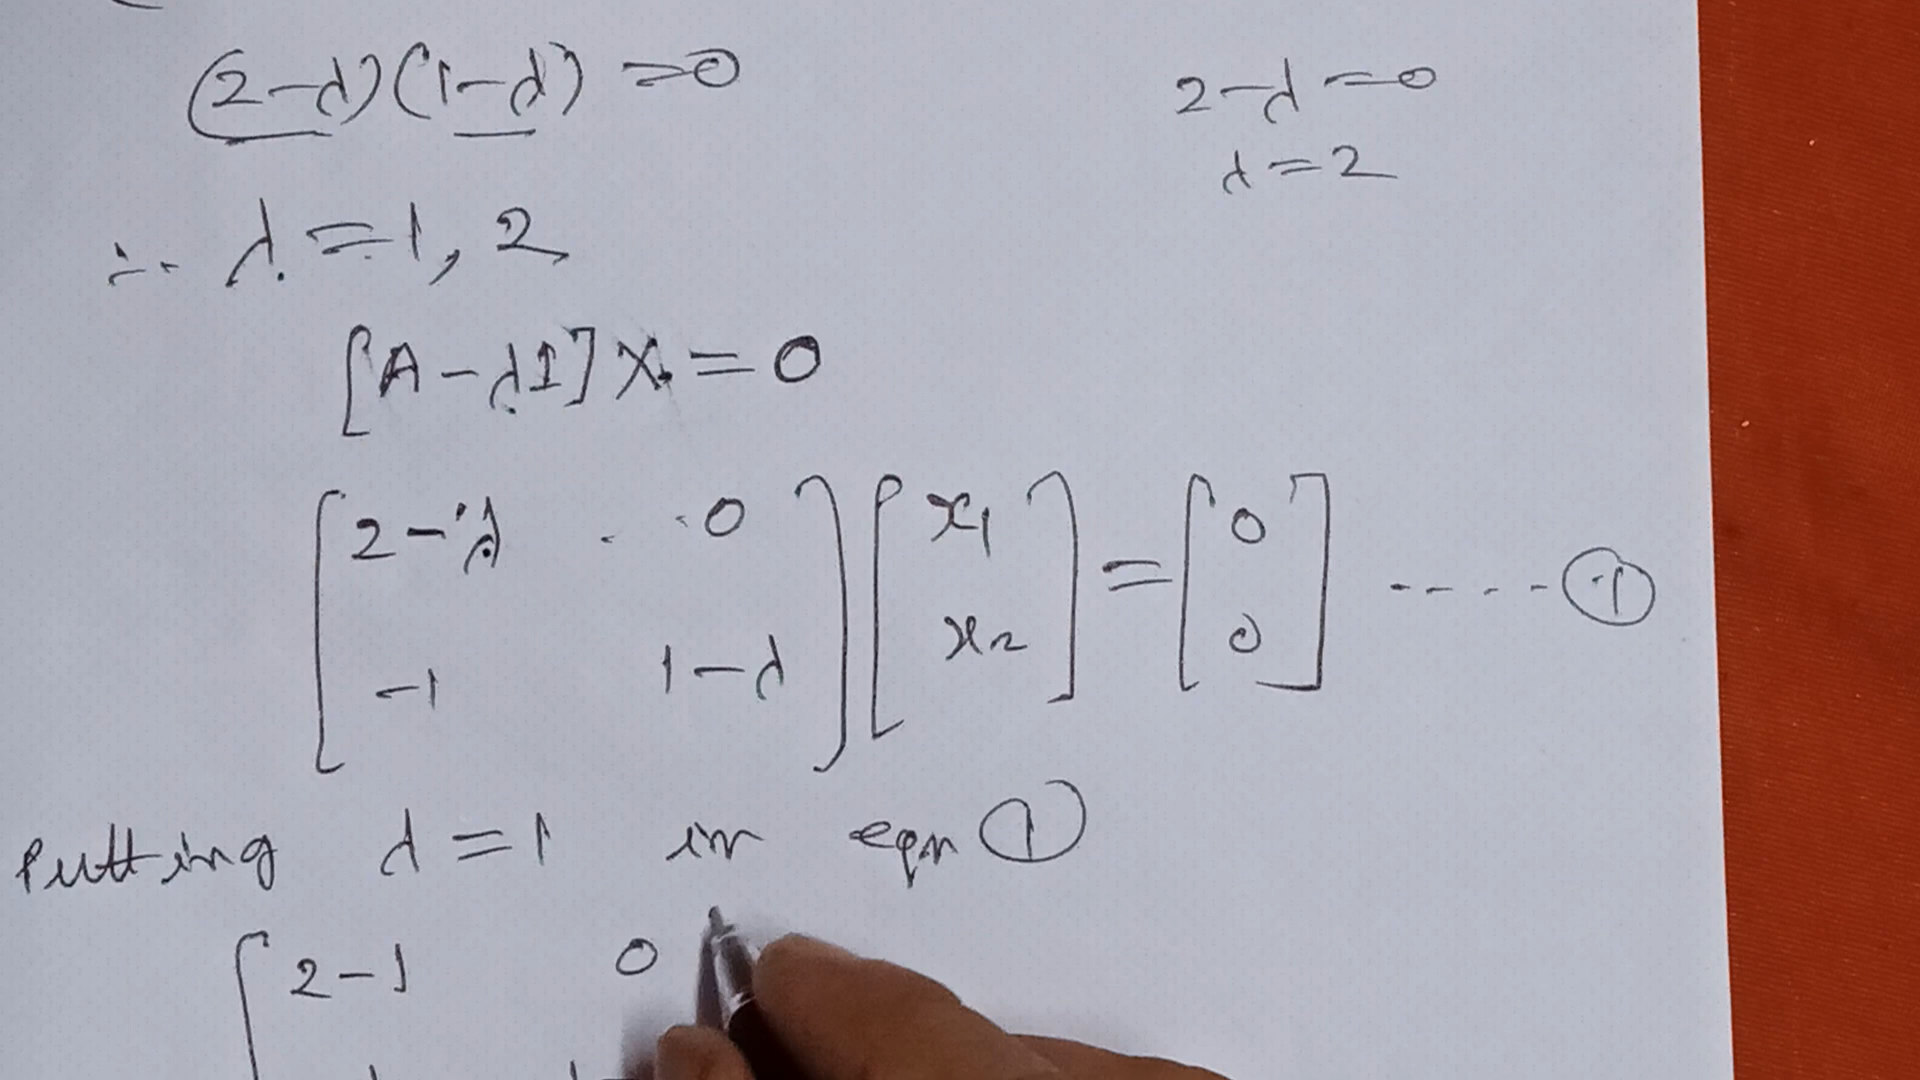 (2-λ)(1-λ) =0
2-λ=0
λ=2
∴ λ=1, 2
[A-λI]X=0
[2-λ 0] [x1] = [0] ----①
[-1 1-λ] [x2] [0]
Putting λ=1 in eqn ①
[2-1 0